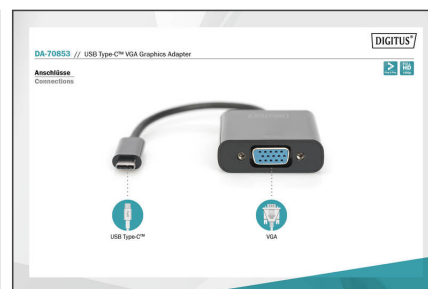 DIGITUS®
DA-70853 // USB Type-C™ VGA Graphics Adapter
Anschlüsse
Connections
USB Type-C™
VGA